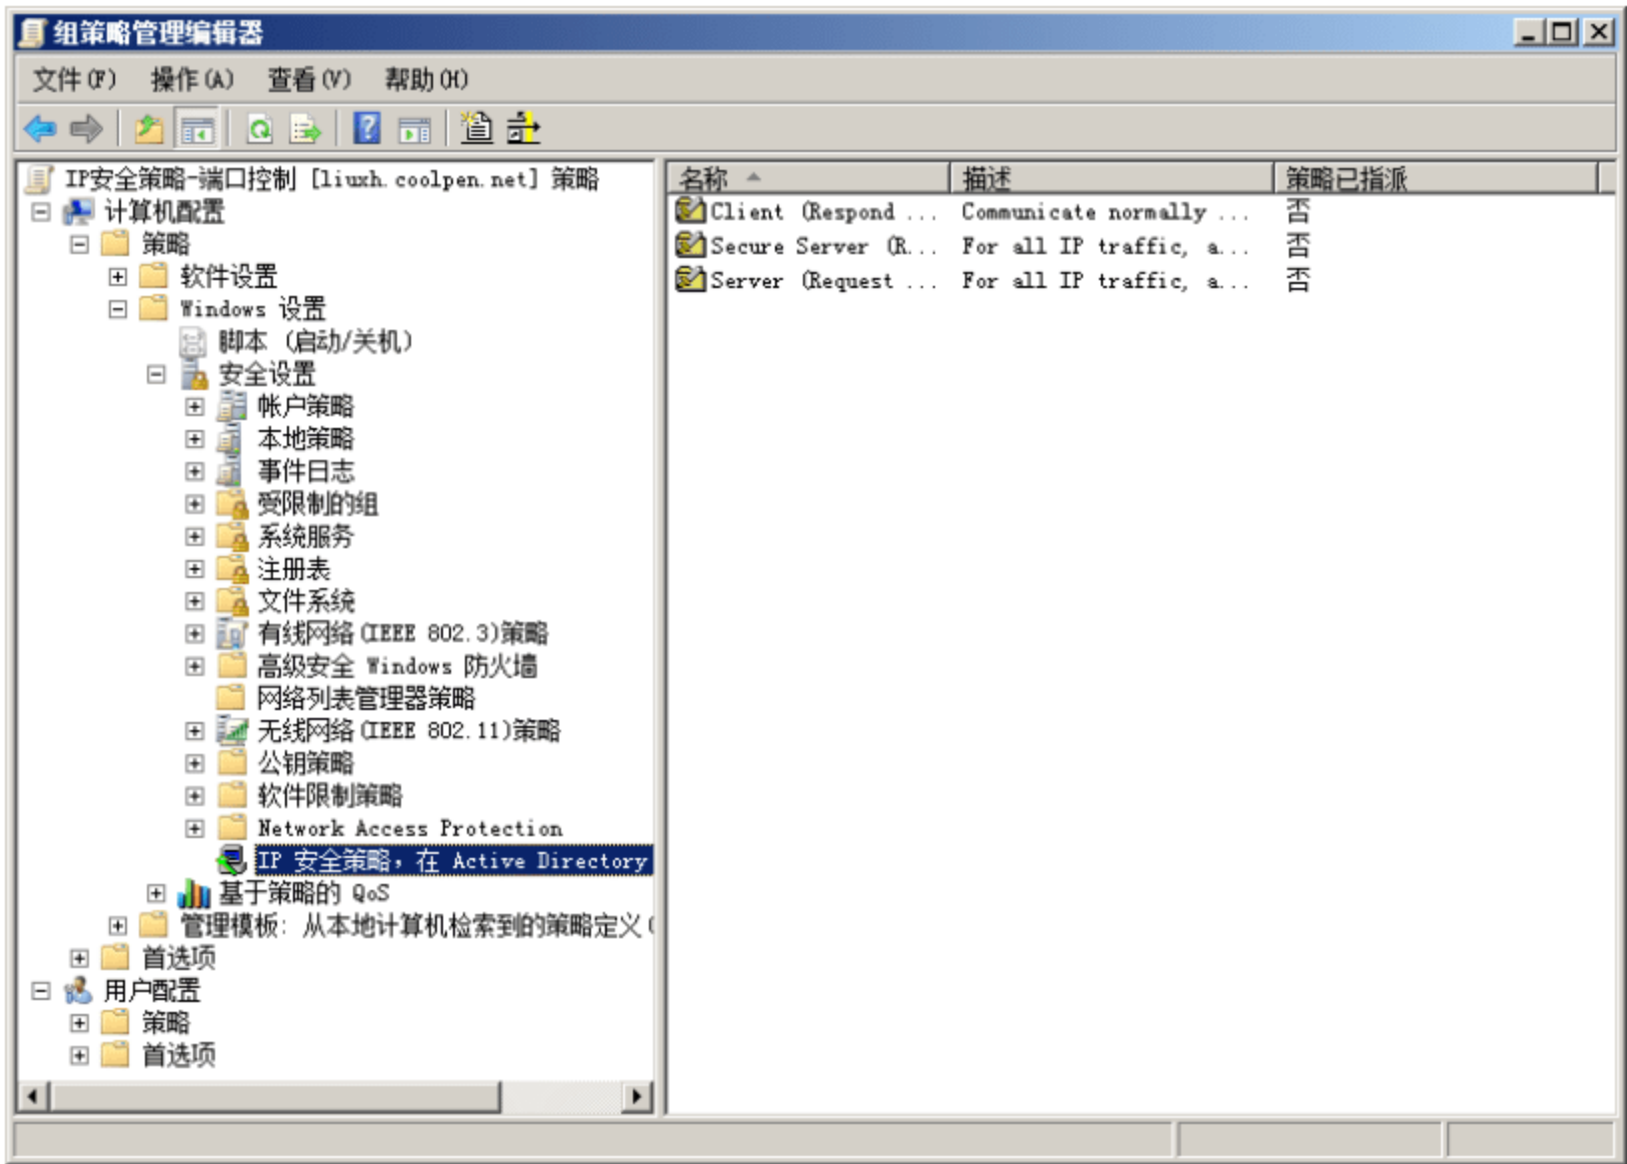 组策略管理编辑器
文件(F) 操作(A) 查看(V) 帮助(H)
IP安全策略-端口控制 [liuxh.coolpen.net] 策略
计算机配置
策略
软件设置
Windows 设置
脚本 (启动/关机)
安全设置
帐户策略
本地策略
事件日志
受限制的组
系统服务
注册表
文件系统
有线网络(IEEE 802.3)策略
高级安全 Windows 防火墙
网络列表管理器策略
无线网络(IEEE 802.11)策略
公钥策略
软件限制策略
Network Access Protection
IP 安全策略，在 Active Directory
基于策略的 QoS
管理模板: 从本地计算机检索到的策略定义(
首选项
用户配置
策略
首选项
名称 描述 策略已指派
Client (Respond ... Communicate normally ... 否
Secure Server (R... For all IP traffic, a... 否
Server (Request ... For all IP traffic, a... 否